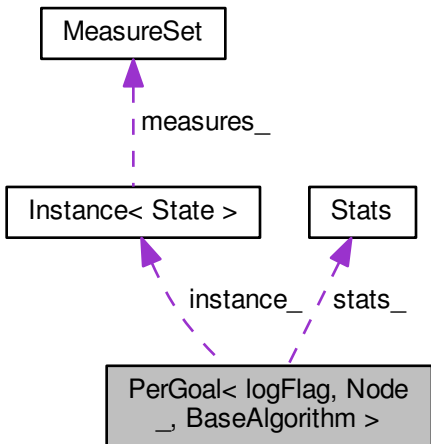 MeasureSet
measures_
Instance< State >
Stats
instance_
stats_
PerGoal< logFlag, Node
_, BaseAlgorithm >